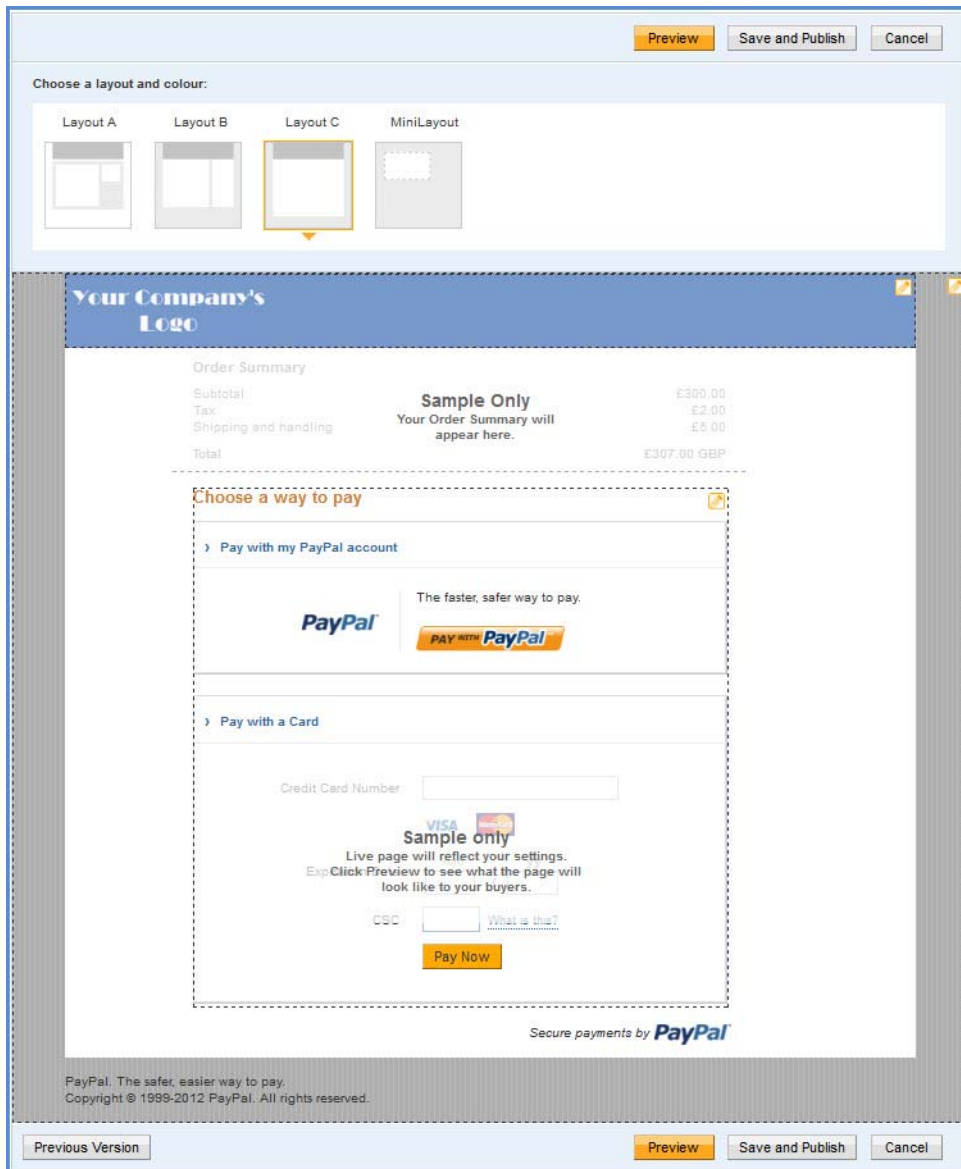 Preview Save and Publish Cancel
Choose a layout and colour:
Layout A Layout B Layout C MiniLayout
Your Company's
Logo
Order Summary
Subtotal £300.00
Tax £2.00
Shipping and handling £5.00
Total £307.00 GBP
Sample Only
Your Order Summary will
appear here.
Choose a way to pay
Pay with my PayPal account
PayPal
The faster, safer way to pay.
PAY WITH PayPal
Pay with a Card
Credit Card Number
VISA MasterCard
Sample only
Live page will reflect your settings.
Click Preview to see what the page will
look like to your buyers.
CSC What is this?
Pay Now
Secure payments by PayPal
PayPal. The safer, easier way to pay.
Copyright © 1999-2012 PayPal. All rights reserved.
Previous Version Preview Save and Publish Cancel